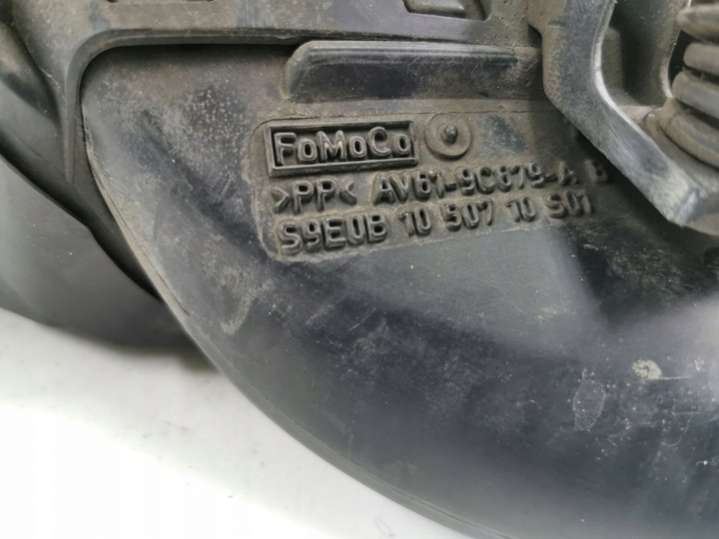 FoMoCo
>PP< AV61-9C679-A B
S9E0B 10 507 10 S01